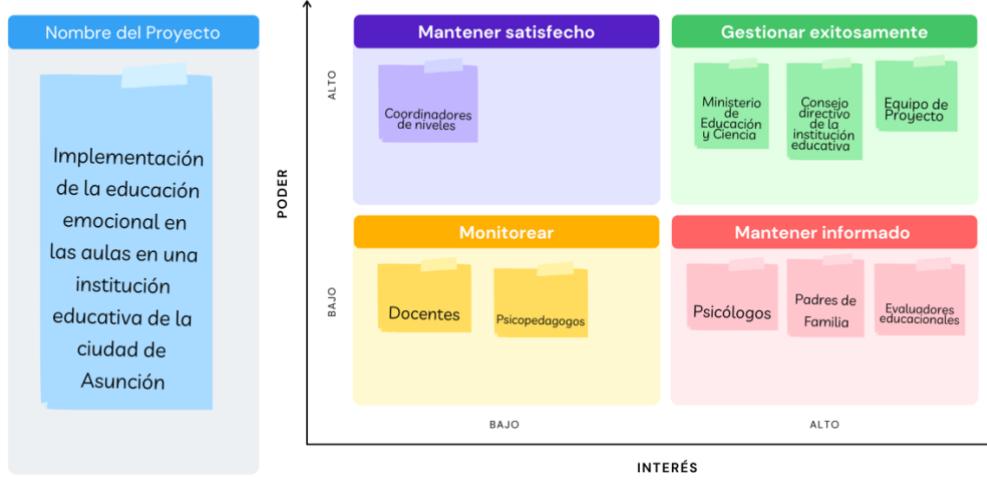 Nombre del Proyecto
Implementación
de la educación
emocional en
las aulas en una
institución
educativa de la
ciudad de
Asunción
PODER
ALTO
BAJO
Mantener satisfecho
Coordinadores
de niveles
Gestionar exitosamente
Ministerio
de
Educación
y Ciencia
Consejo
directivo
de la
institución
educativa
Equipo de
Proyecto
Monitorear
Docentes
Psicopedagogos
Mantener informado
Psicólogos
Padres de
Familia
Evaluadores
educacionales
BAJO
ALTO
INTERÉS